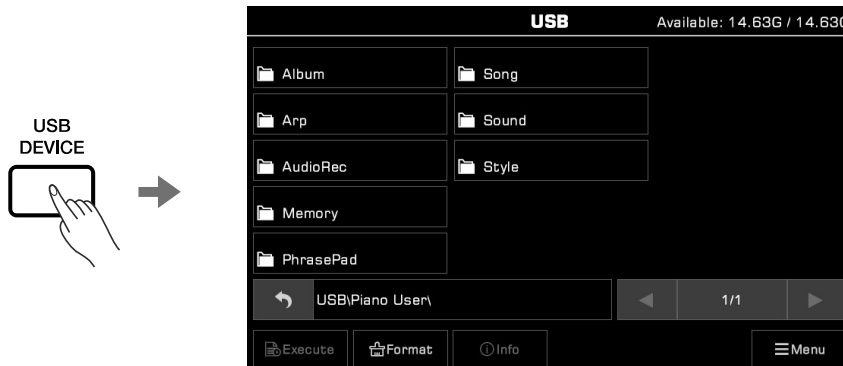 USB
DEVICE
USB
Available: 14.63G / 14.63G
Album
Song
Arp
Sound
AudioRec
Style
Memory
PhrasePad
USB\Piano User\
1/1
Execute
Format
Info
Menu